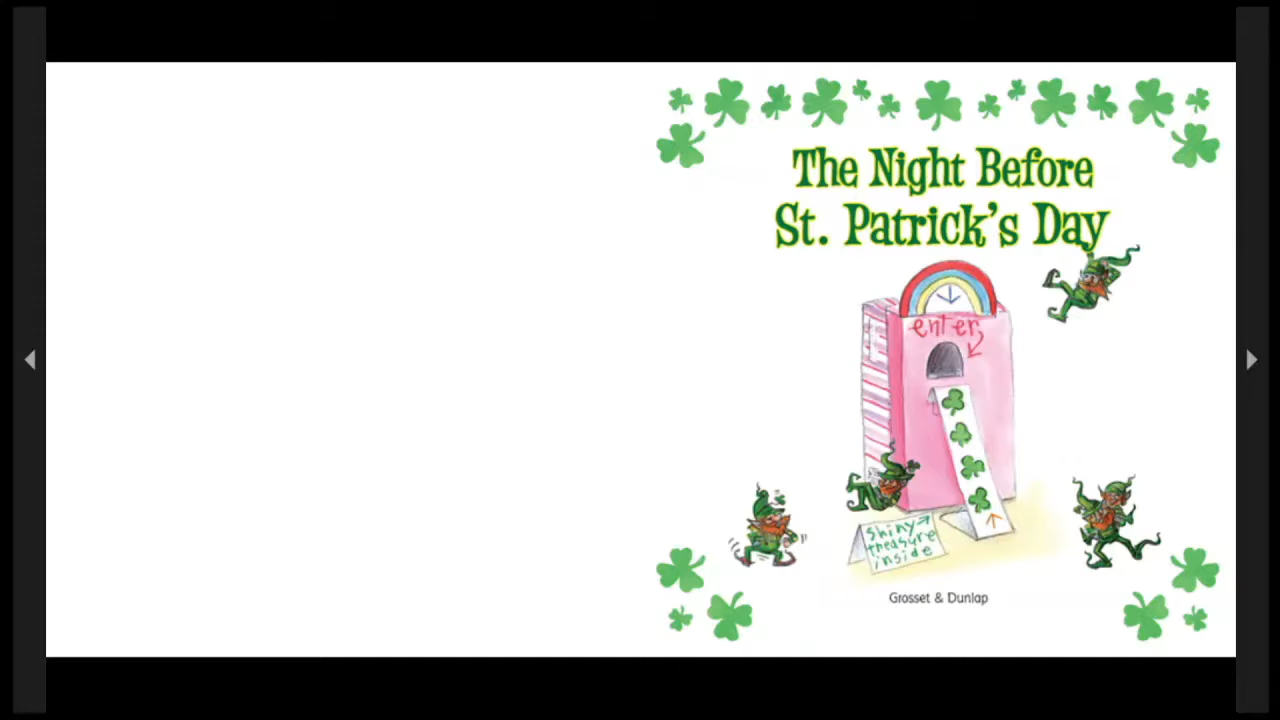 The Night Before
St. Patrick's Day
enter
shiny
treasure
inside
Grosset & Dunlap